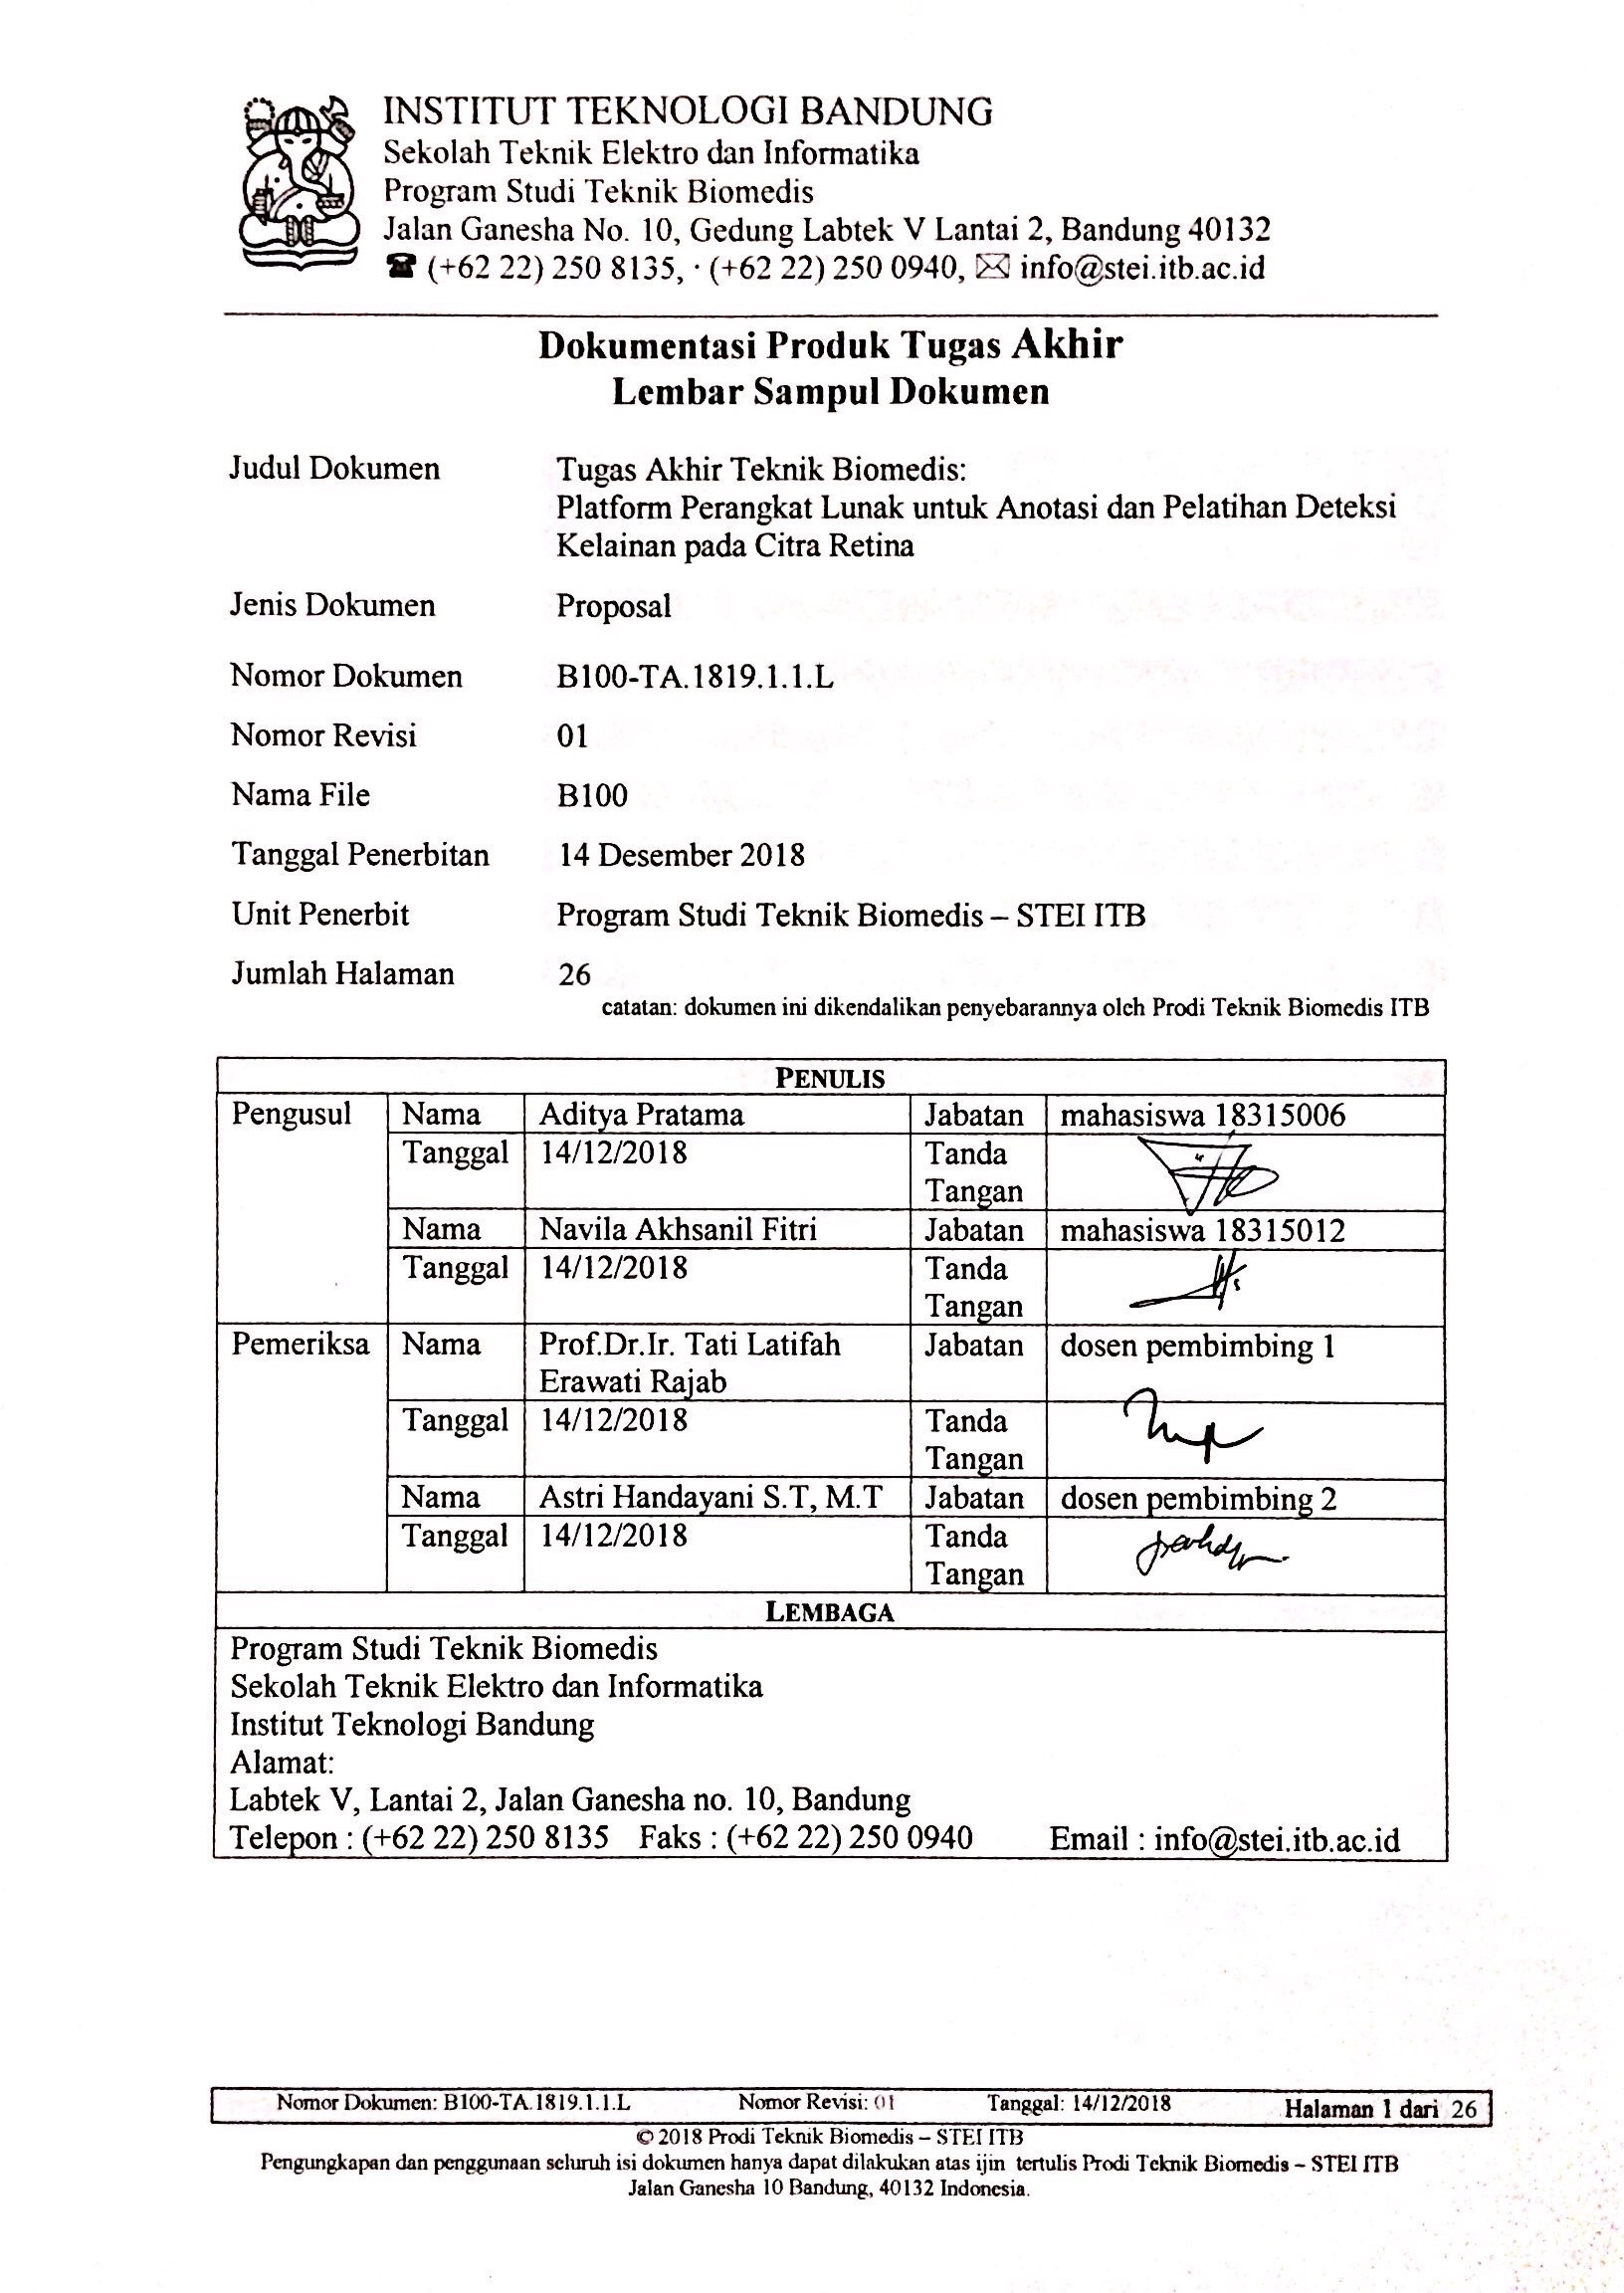 INSTITUT TEKNOLOGI BANDUNG
Sekolah Teknik Elektro dan Informatika
Program Studi Teknik Biomedis
Jalan Ganesha No. 10, Gedung Labtek V Lantai 2, Bandung 40132
☎ (+62 22) 250 8135, · (+62 22) 250 0940, ✉ info@stei.itb.ac.id
Dokumentasi Produk Tugas Akhir
Lembar Sampul Dokumen
Judul Dokumen Tugas Akhir Teknik Biomedis:
Platform Perangkat Lunak untuk Anotasi dan Pelatihan Deteksi
Kelainan pada Citra Retina
Jenis Dokumen Proposal
Nomor Dokumen B100-TA.1819.1.1.L
Nomor Revisi 01
Nama File B100
Tanggal Penerbitan 14 Desember 2018
Unit Penerbit Program Studi Teknik Biomedis – STEI ITB
Jumlah Halaman 26
catatan: dokumen ini dikendalikan penyebarannya oleh Prodi Teknik Biomedis ITB
PENULIS
Pengusul Nama Aditya Pratama Jabatan mahasiswa 18315006
Tanggal 14/12/2018 Tanda
Tangan
Nama Navila Akhsanil Fitri Jabatan mahasiswa 18315012
Tanggal 14/12/2018 Tanda
Tangan
Pemeriksa Nama Prof.Dr.Ir. Tati Latifah Jabatan dosen pembimbing 1
Erawati Rajab
Tanggal 14/12/2018 Tanda
Tangan
Nama Astri Handayani S.T, M.T Jabatan dosen pembimbing 2
Tanggal 14/12/2018 Tanda
Tangan
LEMBAGA
Program Studi Teknik Biomedis
Sekolah Teknik Elektro dan Informatika
Institut Teknologi Bandung
Alamat:
Labtek V, Lantai 2, Jalan Ganesha no. 10, Bandung
Telepon : (+62 22) 250 8135 Faks : (+62 22) 250 0940 Email : info@stei.itb.ac.id
Nomor Dokumen: B100-TA.1819.1.1.L Nomor Revisi: 01 Tanggal: 14/12/2018 Halaman 1 dari 26
© 2018 Prodi Teknik Biomedis – STEI ITB
Pengungkapan dan penggunaan seluruh isi dokumen hanya dapat dilakukan atas ijin tertulis Prodi Teknik Biomedis – STEI ITB
Jalan Ganesha 10 Bandung, 40132 Indonesia.